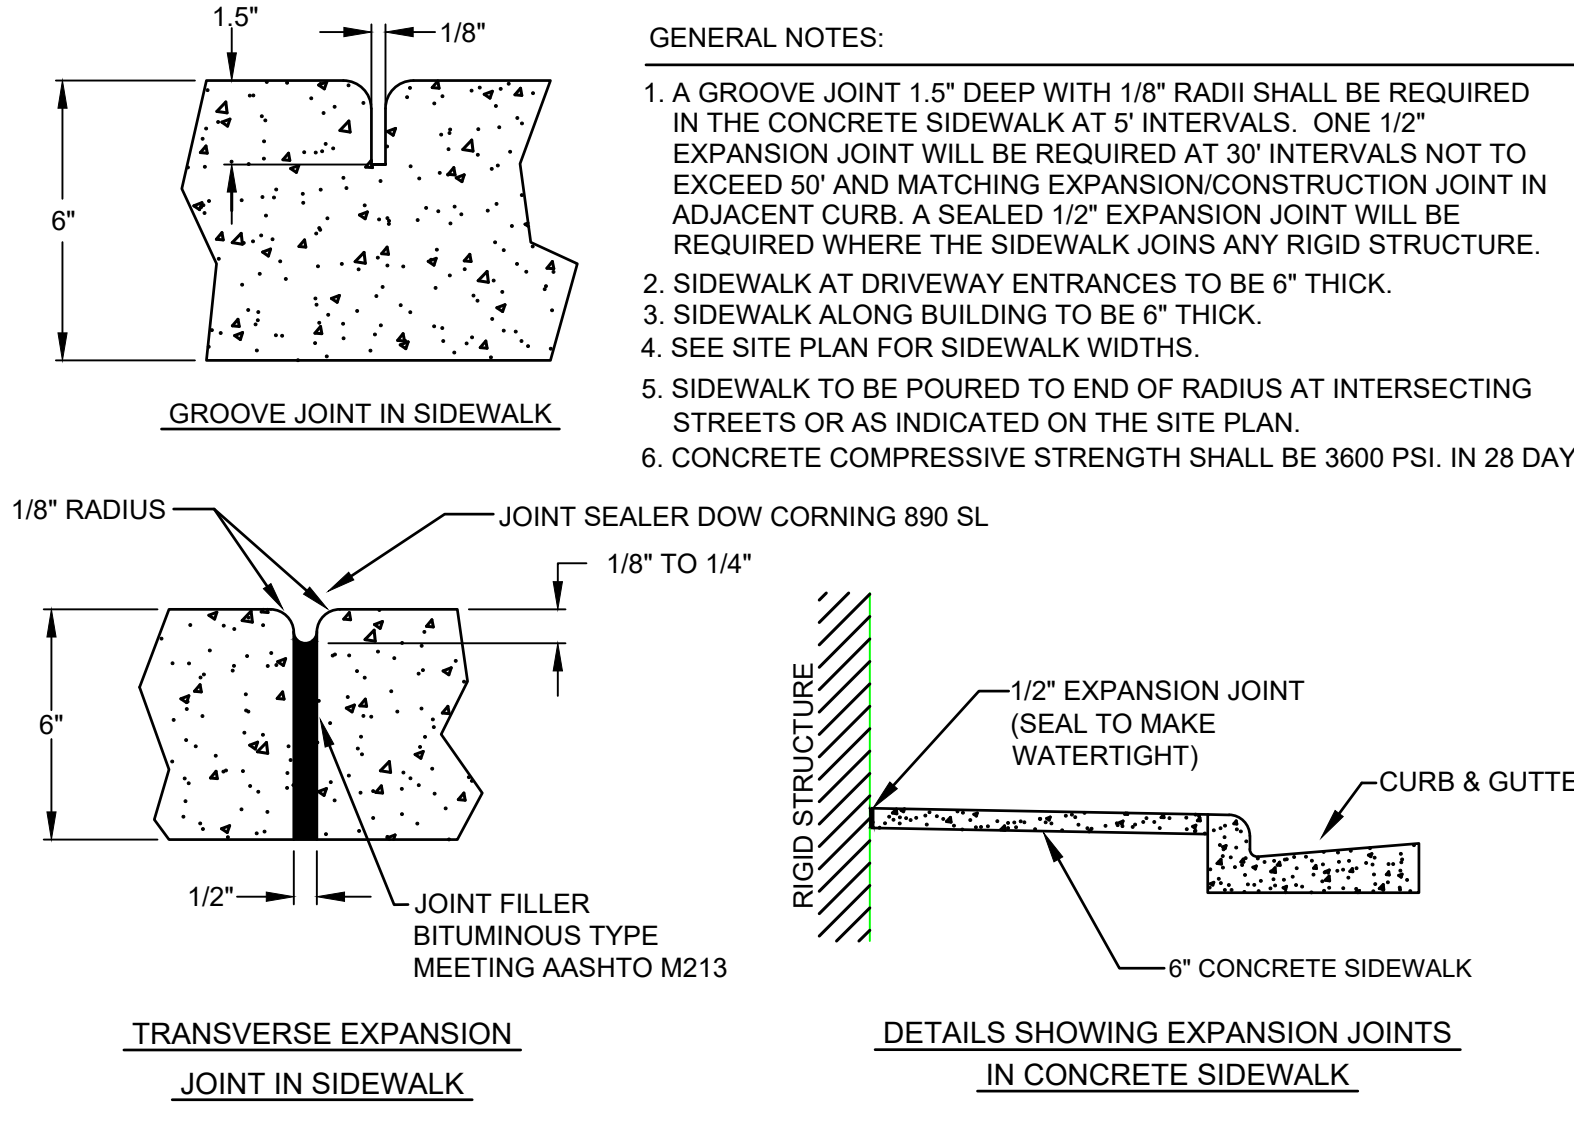 1.5"
1/8"
6"
GROOVE JOINT IN SIDEWALK
GENERAL NOTES:
1. A GROOVE JOINT 1.5" DEEP WITH 1/8" RADII SHALL BE REQUIRED
IN THE CONCRETE SIDEWALK AT 5' INTERVALS. ONE 1/2"
EXPANSION JOINT WILL BE REQUIRED AT 30' INTERVALS NOT TO
EXCEED 50' AND MATCHING EXPANSION/CONSTRUCTION JOINT IN
ADJACENT CURB. A SEALED 1/2" EXPANSION JOINT WILL BE
REQUIRED WHERE THE SIDEWALK JOINS ANY RIGID STRUCTURE.
2. SIDEWALK AT DRIVEWAY ENTRANCES TO BE 6" THICK.
3. SIDEWALK ALONG BUILDING TO BE 6" THICK.
4. SEE SITE PLAN FOR SIDEWALK WIDTHS.
5. SIDEWALK TO BE POURED TO END OF RADIUS AT INTERSECTING
STREETS OR AS INDICATED ON THE SITE PLAN.
6. CONCRETE COMPRESSIVE STRENGTH SHALL BE 3600 PSI. IN 28 DAY
1/8" RADIUS
JOINT SEALER DOW CORNING 890 SL
1/8" TO 1/4"
6"
1/2"
JOINT FILLER
BITUMINOUS TYPE
MEETING AASHTO M213
TRANSVERSE EXPANSION
JOINT IN SIDEWALK
RIGID STRUCTURE
1/2" EXPANSION JOINT
(SEAL TO MAKE
WATERTIGHT)
CURB & GUTTE
6" CONCRETE SIDEWALK
DETAILS SHOWING EXPANSION JOINTS
IN CONCRETE SIDEWALK